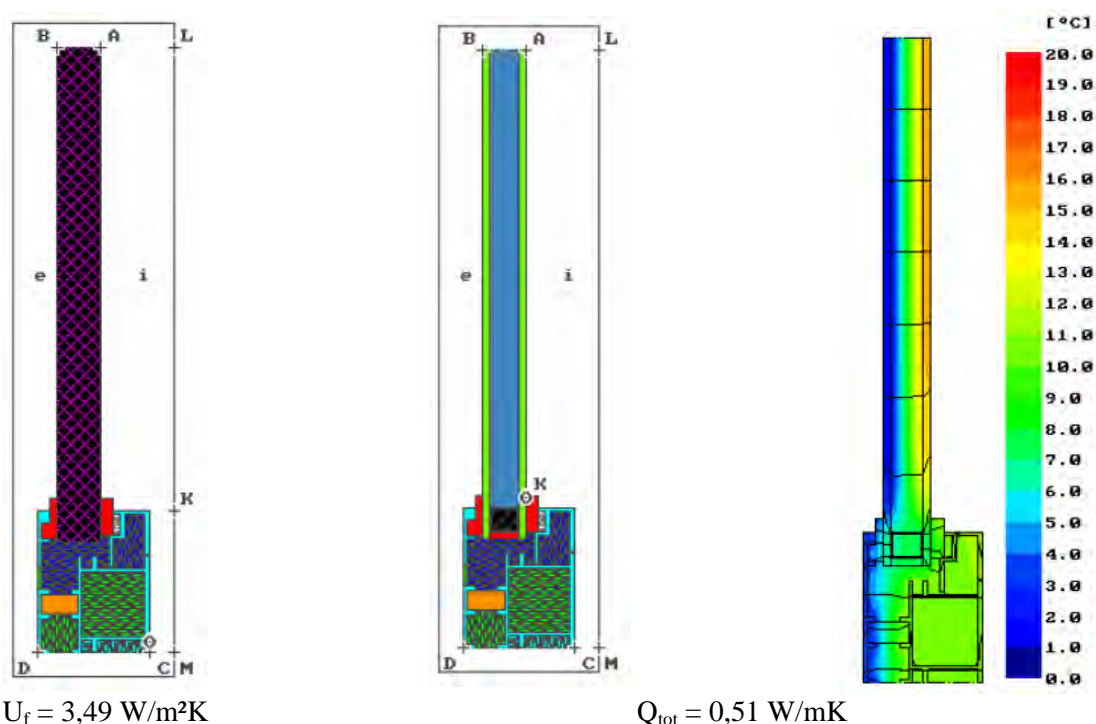 B A L
e i
K
D C M
B A L
e i
K
D C M
[ºC]
20.0
19.0
18.0
17.0
16.0
15.0
14.0
13.0
12.0
11.0
10.0
9.0
8.0
7.0
6.0
5.0
4.0
3.0
2.0
1.0
0.0
U_f = 3,49 W/m²K
Q_tot = 0,51 W/mK